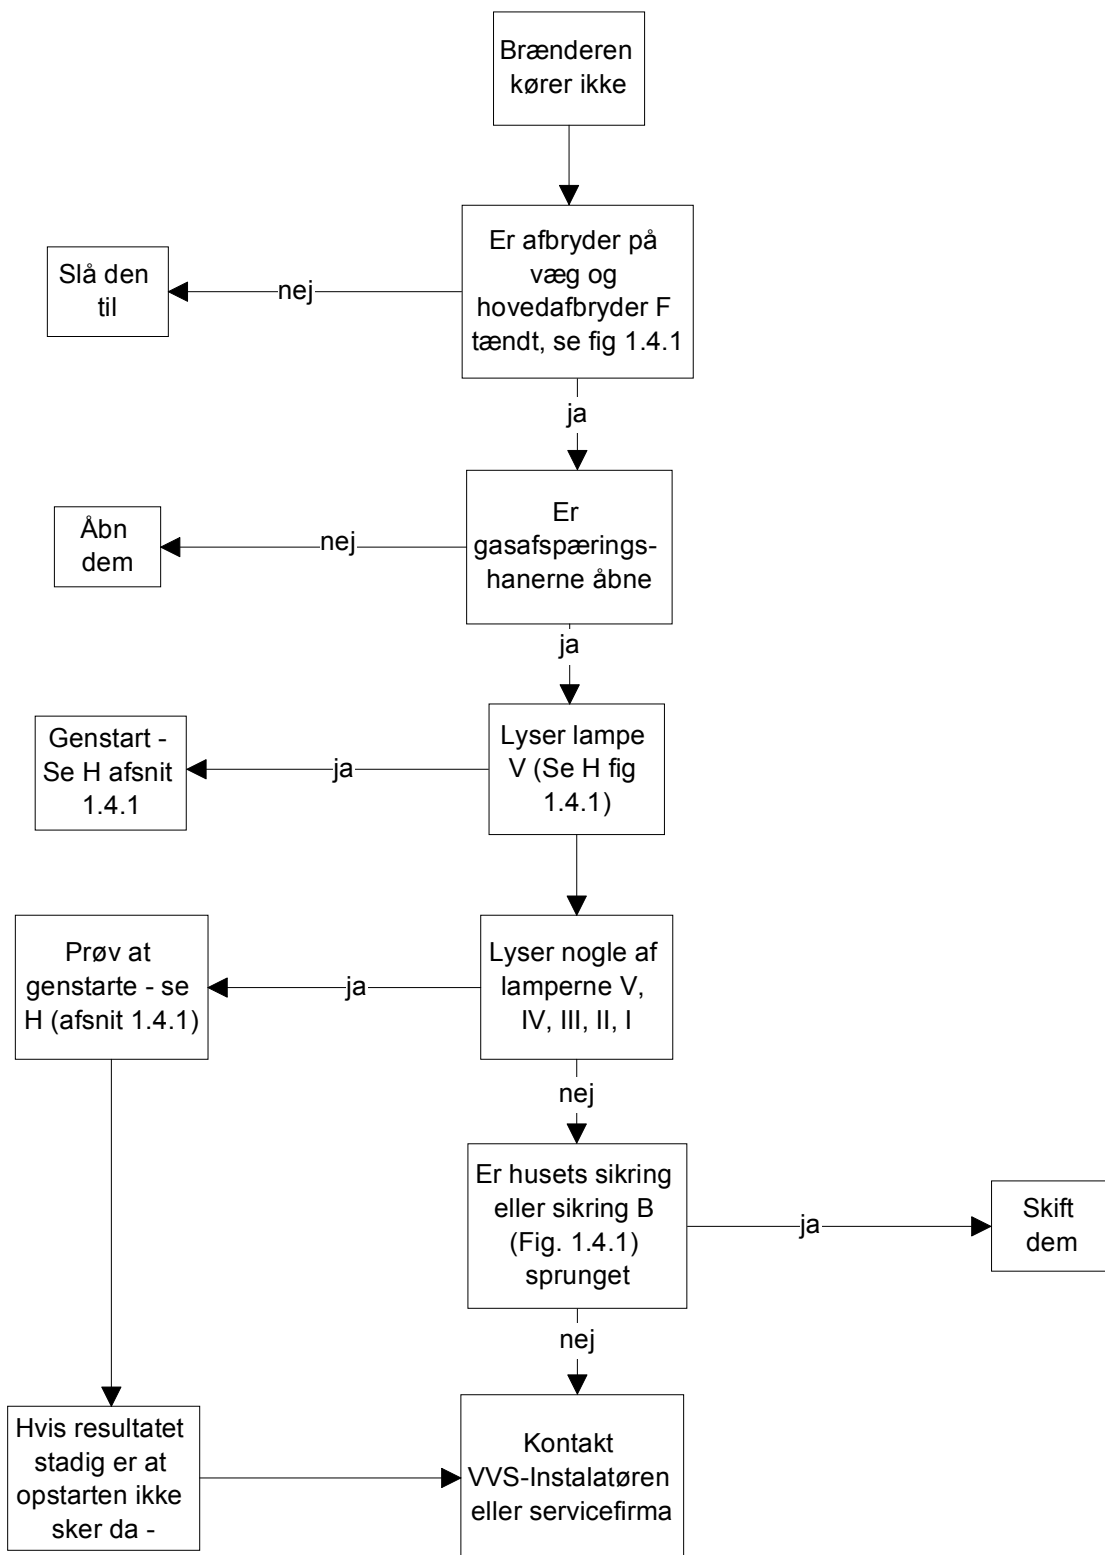 Brænderen
kører ikke
Er afbryder på
væg og
hovedafbryder F
tændt, se fig 1.4.1
nej
Slå den
til
ja
Er
gasafspærings-
hanerne åbne
nej
Åbn
dem
ja
Lyser lampe
V (Se H fig
1.4.1)
ja
Genstart -
Se H afsnit
1.4.1
Lyser nogle af
lamperne V,
IV, III, II, I
ja
Prøv at
genstarte - se
H (afsnit 1.4.1)
nej
Er husets sikring
eller sikring B
(Fig. 1.4.1)
sprunget
ja
Skift
dem
nej
Hvis resultatet
stadig er at
opstarten ikke
sker da -
Kontakt
VVS-Instalatøren
eller servicefirma